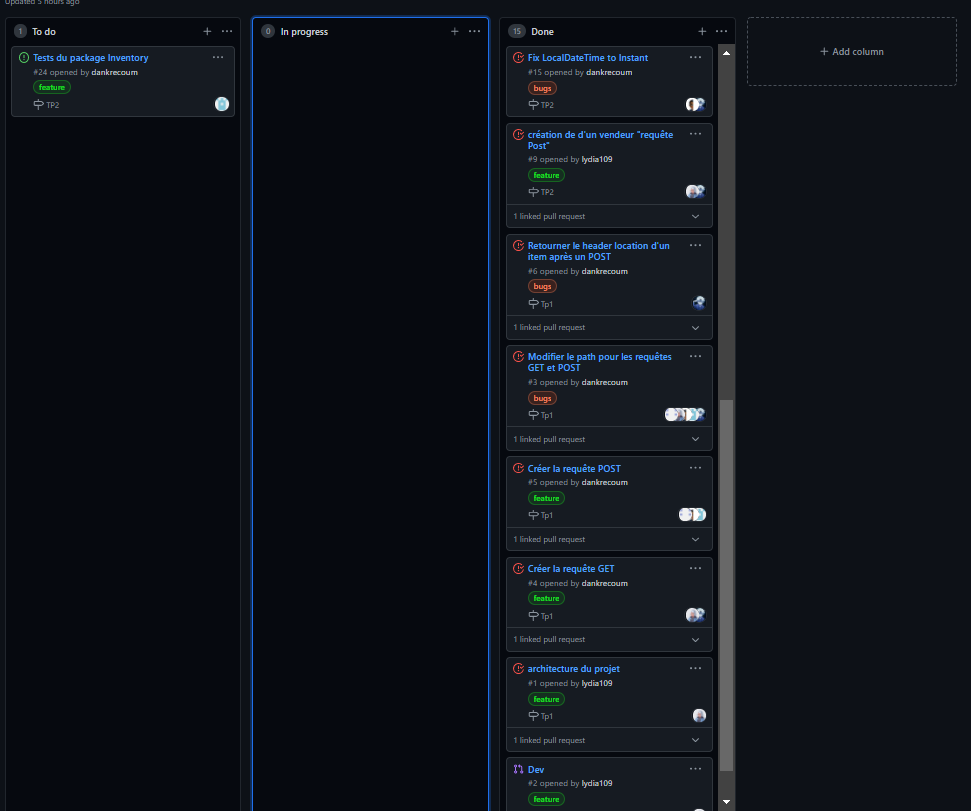 Updated 5 hours ago
1 To do
Tests du package Inventory
#24 opened by dankrecoum
feature
TP2
0 In progress
15 Done
Fix LocalDateTime to Instant
#15 opened by dankrecoum
bugs
TP2
création de d'un vendeur "requête
Post"
#9 opened by lydia109
feature
TP2
1 linked pull request
Retourner le header location d'un
item après un POST
#6 opened by dankrecoum
bugs
Tp1
1 linked pull request
Modifier le path pour les requêtes
GET et POST
#3 opened by dankrecoum
bugs
Tp1
1 linked pull request
Créer la requête POST
#5 opened by dankrecoum
feature
Tp1
1 linked pull request
Créer la requête GET
#4 opened by dankrecoum
feature
Tp1
1 linked pull request
architecture du projet
#1 opened by lydia109
feature
Tp1
1 linked pull request
Dev
#2 opened by lydia109
feature
+ Add column